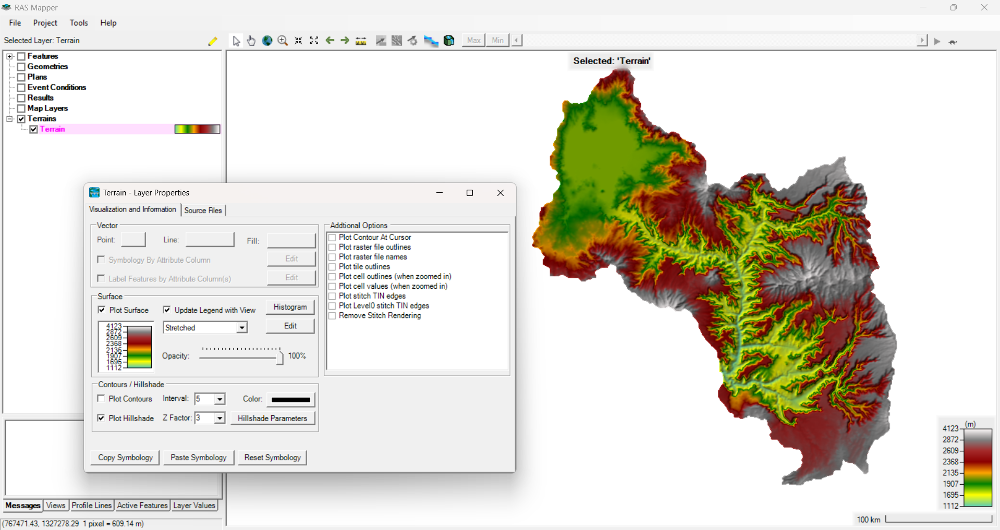 RAS Mapper
File Project Tools Help
Selected Layer: Terrain
Max Min
Features
Geometries
Plans
Event Conditions
Results
Map Layers
Terrains
Terrain
Selected: 'Terrain'
Terrain - Layer Properties
Visualization and Information Source Files
Vector
Point: Line: Fill:
Symbology By Attribute Column Edit
Label Features by Attribute Column(s) Edit
Surface
Plot Surface Update Legend with View Histogram
Stretched Edit
4123
2872
2609
2368
2135
1907
1695
1112
Opacity: 100%
Contours / Hillshade
Plot Contours Interval: 5 Color:
Plot Hillshade Z Factor: 3 Hillshade Parameters
Copy Symbology Paste Symbology Reset Symbology
Addtional Options
Plot Contour At Cursor
Plot raster file outlines
Plot raster file names
Plot tile outlines
Plot cell outlines (when zoomed in)
Plot cell values (when zoomed in)
Plot stitch TIN edges
Plot Level0 stitch TIN edges
Remove Stitch Rendering
(m)
4123
2872
2609
2368
2135
1907
1695
1112
100 km
Messages Views Profile Lines Active Features Layer Values
(767471.43, 1327278.29 1 pixel = 609.14 m)